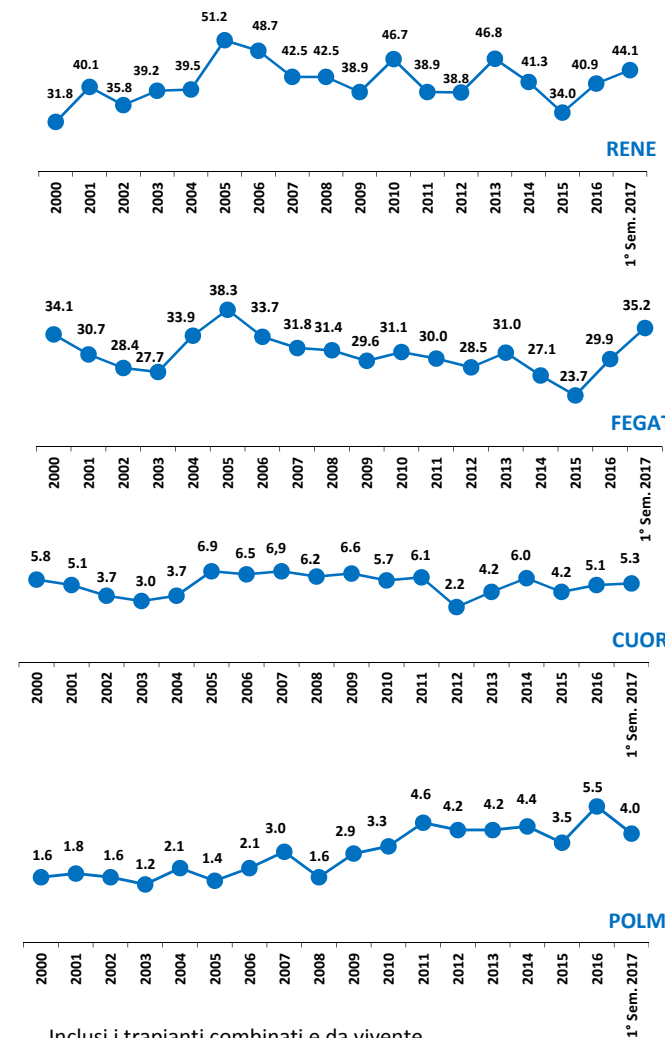 31.8 40.1 35.8 39.2 39.5 51.2 48.7 42.5 42.5 38.9 46.7 38.9 38.8 46.8 41.3 34.0 40.9 44.1
RENE
2000 2001 2002 2003 2004 2005 2006 2007 2008 2009 2010 2011 2012 2013 2014 2015 2016 1° Sem. 2017
34.1 30.7 28.4 27.7 33.9 38.3 33.7 31.8 31.4 29.6 31.1 30.0 28.5 31.0 27.1 23.7 29.9 35.2
FEGAT
2000 2001 2002 2003 2004 2005 2006 2007 2008 2009 2010 2011 2012 2013 2014 2015 2016 1° Sem. 2017
5.8 5.1 3.7 3.0 3.7 6.9 6.5 6,9 6.2 6.6 5.7 6.1 2.2 4.2 6.0 4.2 5.1 5.3
CUOR
2000 2001 2002 2003 2004 2005 2006 2007 2008 2009 2010 2011 2012 2013 2014 2015 2016 1° Sem. 2017
1.6 1.8 1.6 1.2 2.1 1.4 2.1 3.0 1.6 2.9 3.3 4.6 4.2 4.2 4.4 3.5 5.5 4.0
POLM
2000 2001 2002 2003 2004 2005 2006 2007 2008 2009 2010 2011 2012 2013 2014 2015 2016 1° Sem. 2017
Inclusi i trapianti combinati e da vivente